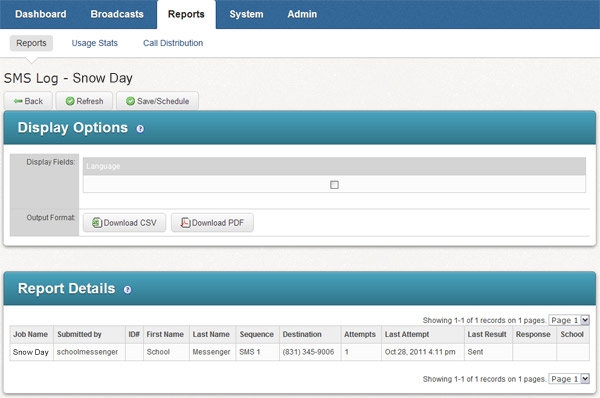 Dashboard Broadcasts Reports System Admin
Reports Usage Stats Call Distribution
SMS Log - Snow Day
Back Refresh Save/Schedule
Display Options ?
Display Fields: Language
Output Format: Download CSV Download PDF
Report Details ?
Showing 1-1 of 1 records on 1 pages. Page 1
Job Name Submitted by ID# First Name Last Name Sequence Destination Attempts Last Attempt Last Result Response School
Snow Day schoolmessenger School Messenger SMS 1 (831) 345-9006 1 Oct 28, 2011 4:11 pm Sent
Showing 1-1 of 1 records on 1 pages. Page 1